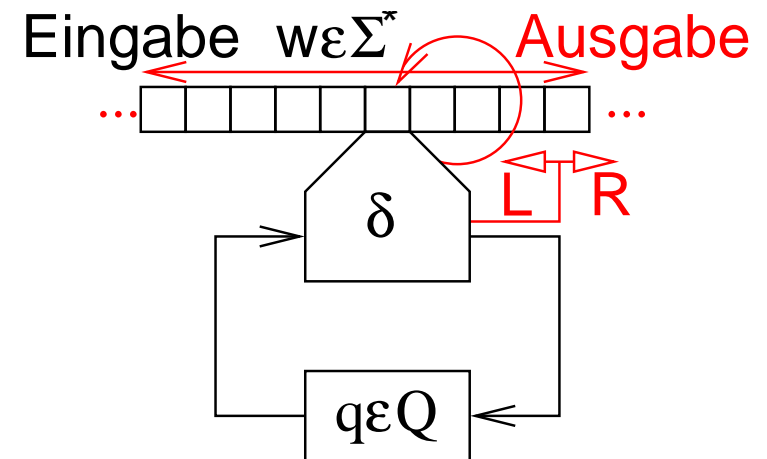 Eingabe wεΣ* Ausgabe
... ...
L R
δ
qεQ